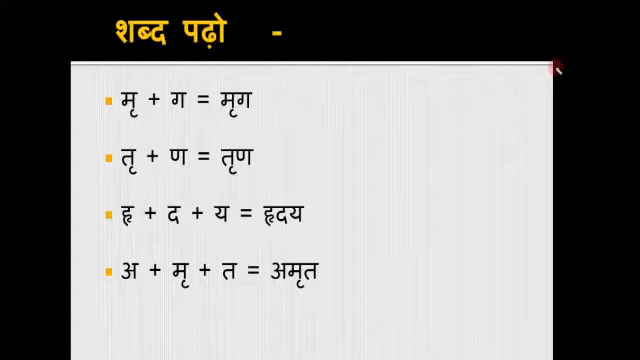 शब्द पढ़ो -
मृ + ग = मृग
तृ + ण = तृण
हृ + द + य = हृदय
अ + मृ + त = अमृत